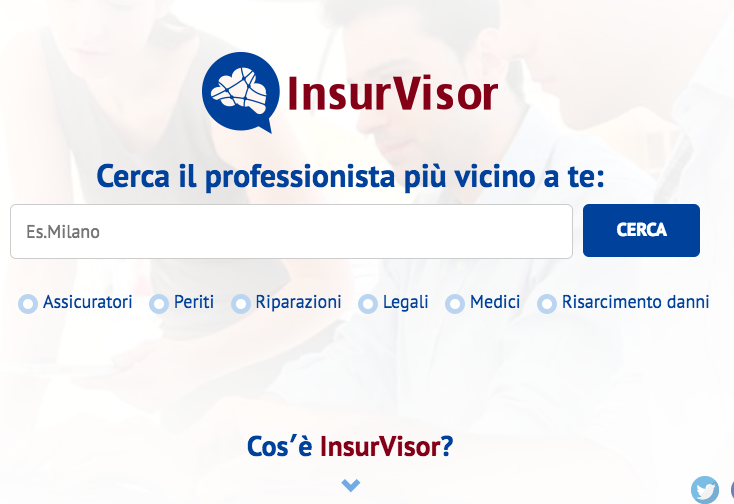 InsurVisor
Cerca il professionista più vicino a te:
Es.Milano
CERCA
Assicuratori Periti Riparazioni Legali Medici Risarcimento danni
Cos′è InsurVisor?